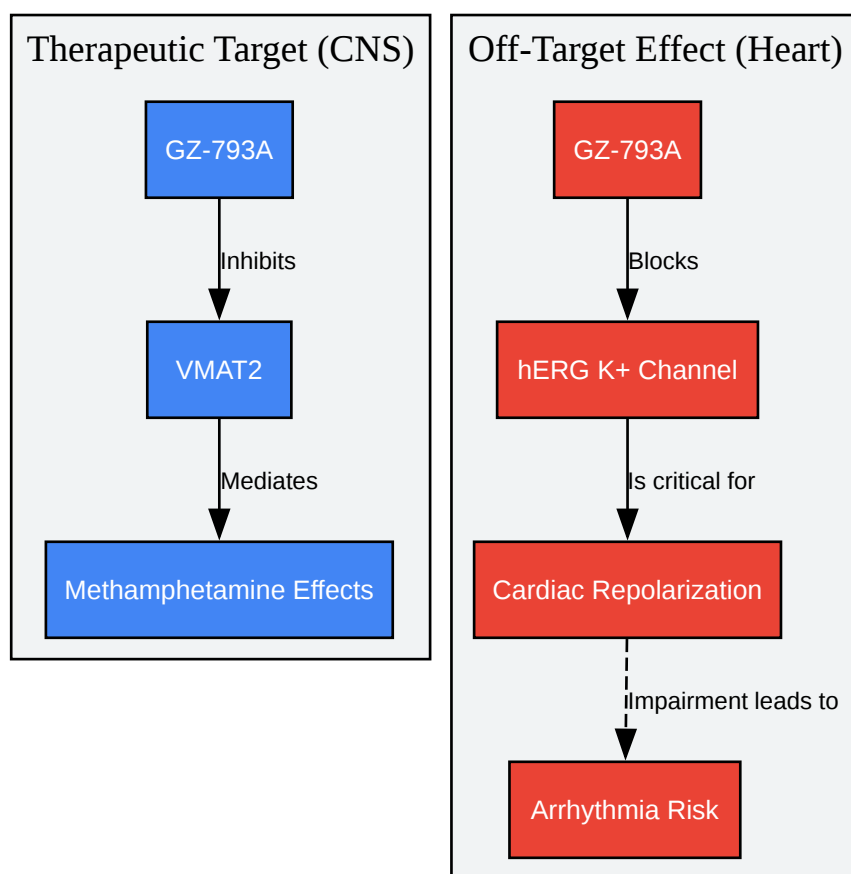 Therapeutic Target (CNS)
GZ-793A
Inhibits
VMAT2
Mediates
Methamphetamine Effects
Off-Target Effect (Heart)
GZ-793A
Blocks
hERG K+ Channel
Is critical for
Cardiac Repolarization
Impairment leads to
Arrhythmia Risk